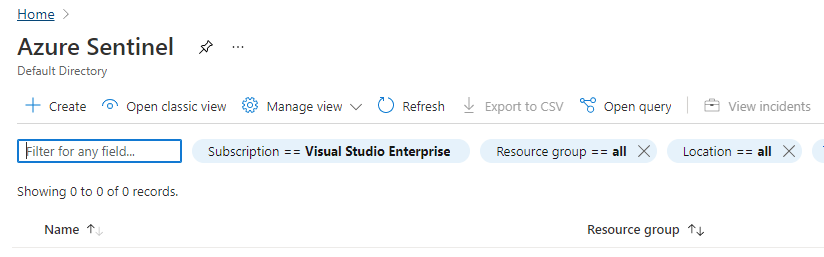 Home
Azure Sentinel
Default Directory
Create Open classic view Manage view Refresh Export to CSV Open query View incidents
Filter for any field... Subscription == Visual Studio Enterprise Resource group == all Location == all
Showing 0 to 0 of 0 records.
Name Resource group